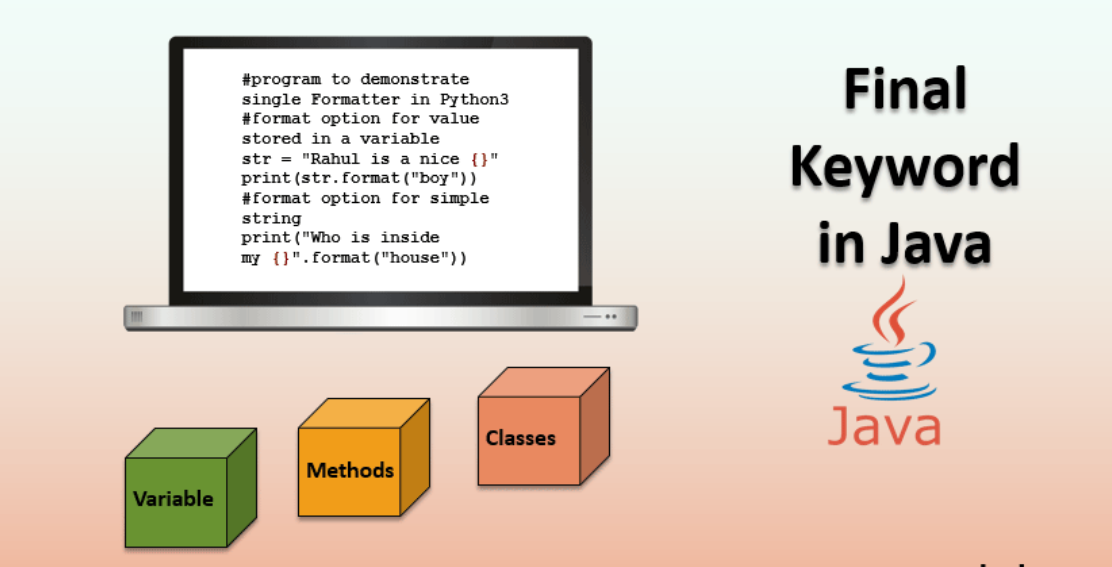 #program to demonstrate
single Formatter in Python3
#format option for value
stored in a variable
str = "Rahul is a nice {}"
print(str.format("boy"))
#format option for simple
string
print("Who is inside
my {}".format("house"))
Final
Keyword
in Java
Java
Variable
Methods
Classes